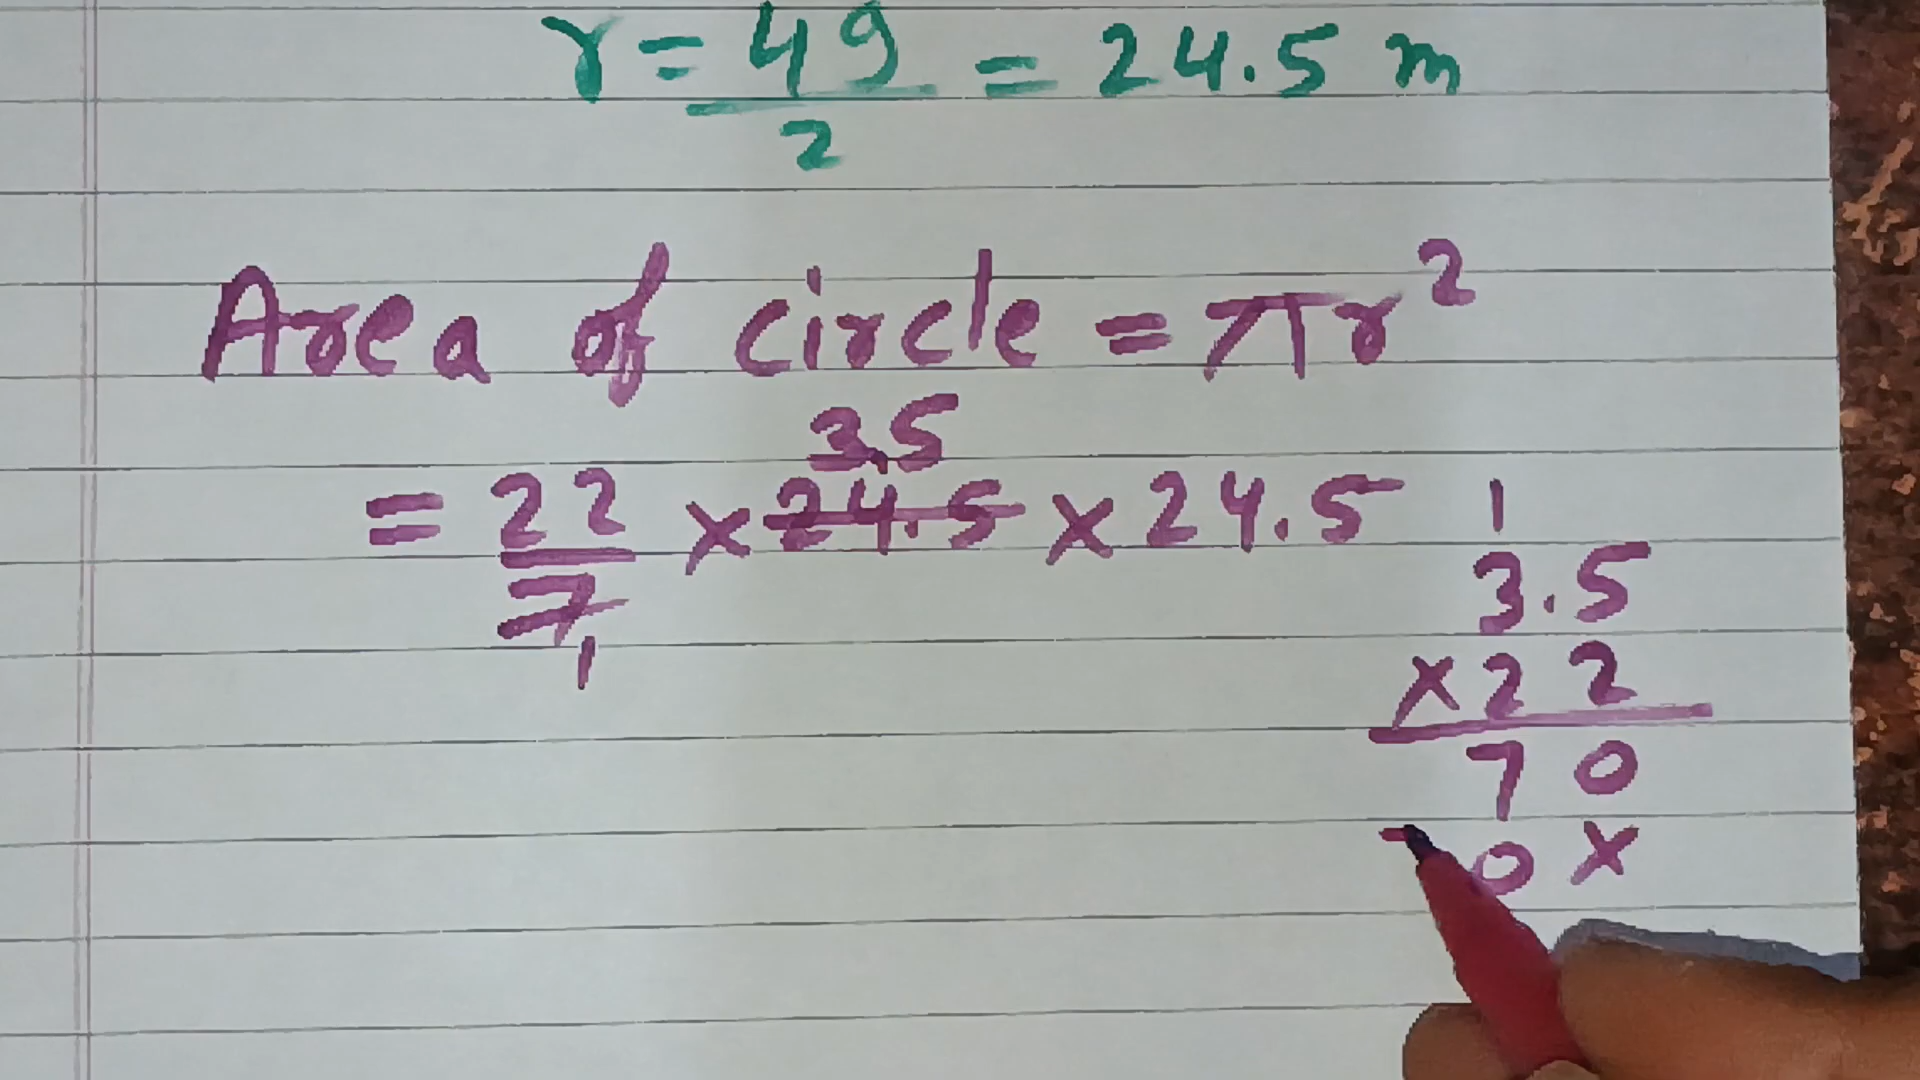 r = 49/2 = 24.5 m
Area of circle = πr²
3.5
= 22/7 × 24.5 × 24.5
1
1
3.5
×22
70
0×